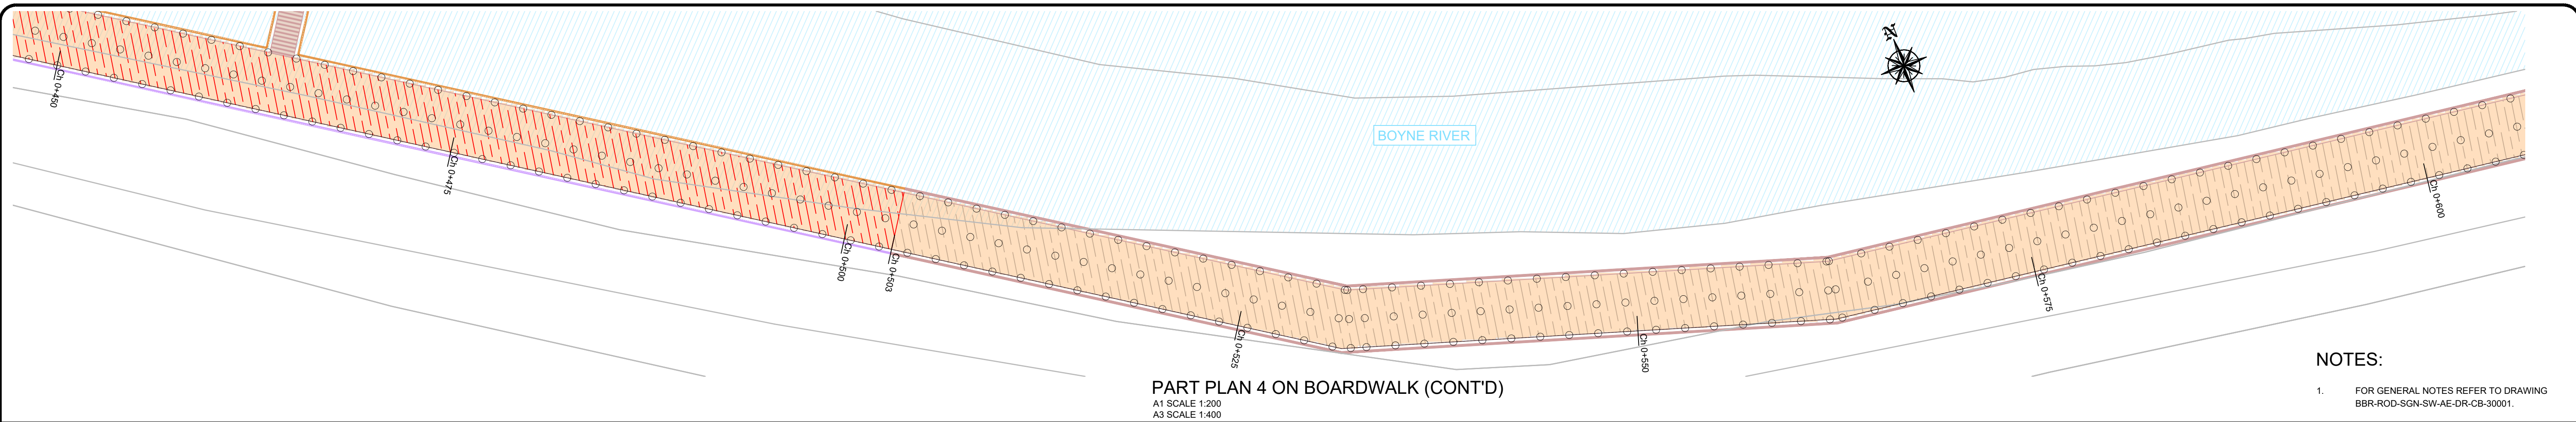 N
Ch 0+450
Ch 0+475
Ch 0+500
Ch 0+503
Ch 0+525
Ch 0+550
Ch 0+575
Ch 0+600
BOYNE RIVER
PART PLAN 4 ON BOARDWALK (CONT'D)
A1 SCALE 1:200
A3 SCALE 1:400
NOTES:
1. FOR GENERAL NOTES REFER TO DRAWING
BBR-ROD-SGN-SW-AE-DR-CB-30001.